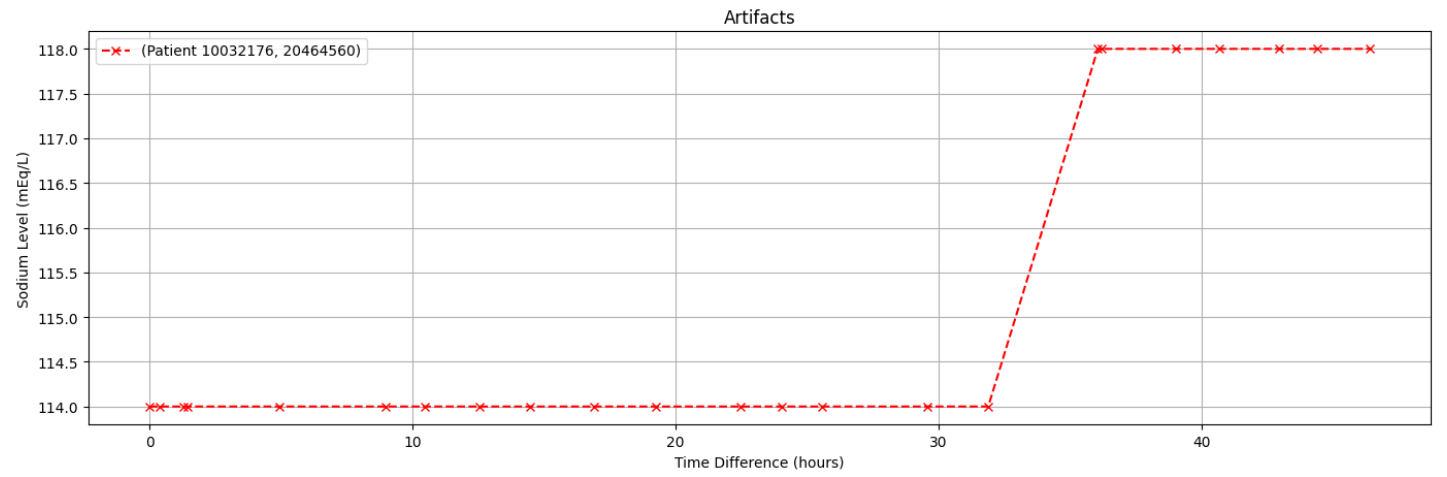 Artifacts
(Patient 10032176, 20464560)
118.0
117.5
117.0
116.5
116.0
115.5
115.0
114.5
114.0
Sodium Level (mEq/L)
0 10 20 30 40
Time Difference (hours)